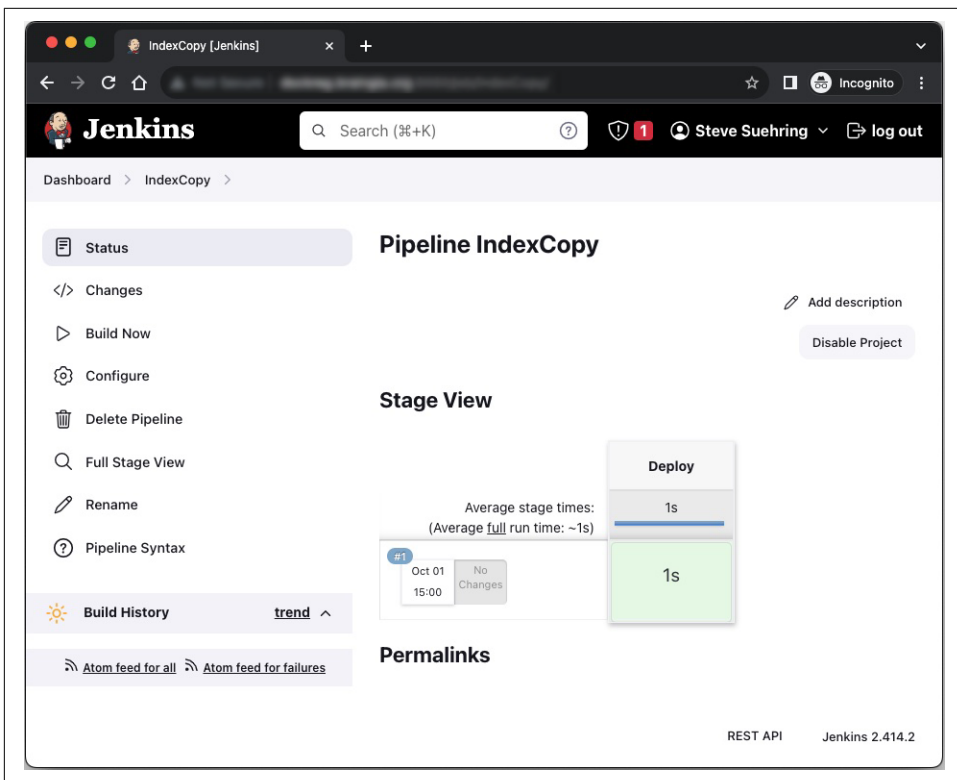 IndexCopy [Jenkins]
Incognito
Jenkins
Search (⌘+K)
1
Steve Suehring
log out
Dashboard > IndexCopy >
Status
Changes
Build Now
Configure
Delete Pipeline
Full Stage View
Rename
Pipeline Syntax
Build History
trend
Atom feed for all
Atom feed for failures
Pipeline IndexCopy
Add description
Disable Project
Stage View
Deploy
Average stage times:
(Average full run time: ~1s)
1s
#1
Oct 01
15:00
No
Changes
1s
Permalinks
REST API
Jenkins 2.414.2